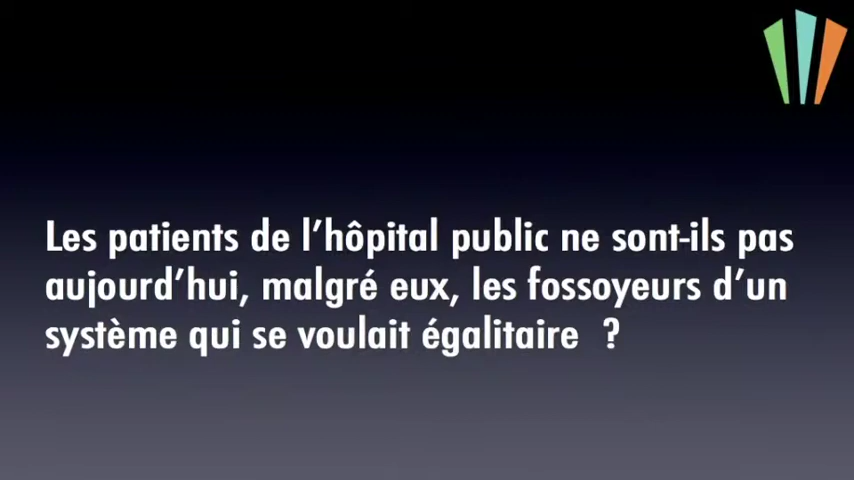 Les patients de l’hôpital public ne sont-ils pas
aujourd’hui, malgré eux, les fossoyeurs d’un
système qui se voulait égalitaire  ?